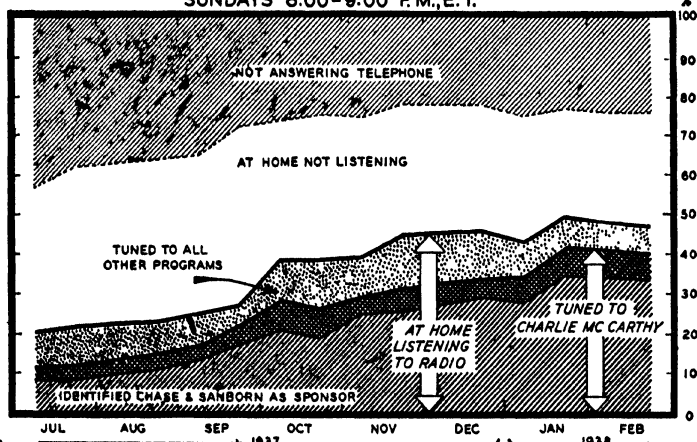 SUNDAYS 8:00-9:00 P.M., E.T.
%
100
NOT ANSWERING TELEPHONE
90
80
70
AT HOME NOT LISTENING
60
50
TUNED TO ALL
OTHER PROGRAMS
40
30
AT HOME
LISTENING
TO RADIO
TUNED TO
CHARLIE MC CARTHY
20
10
IDENTIFIED CHASE & SANBORN AS SPONSOR
0
JUL AUG SEP OCT NOV DEC JAN FEB
1937 1938